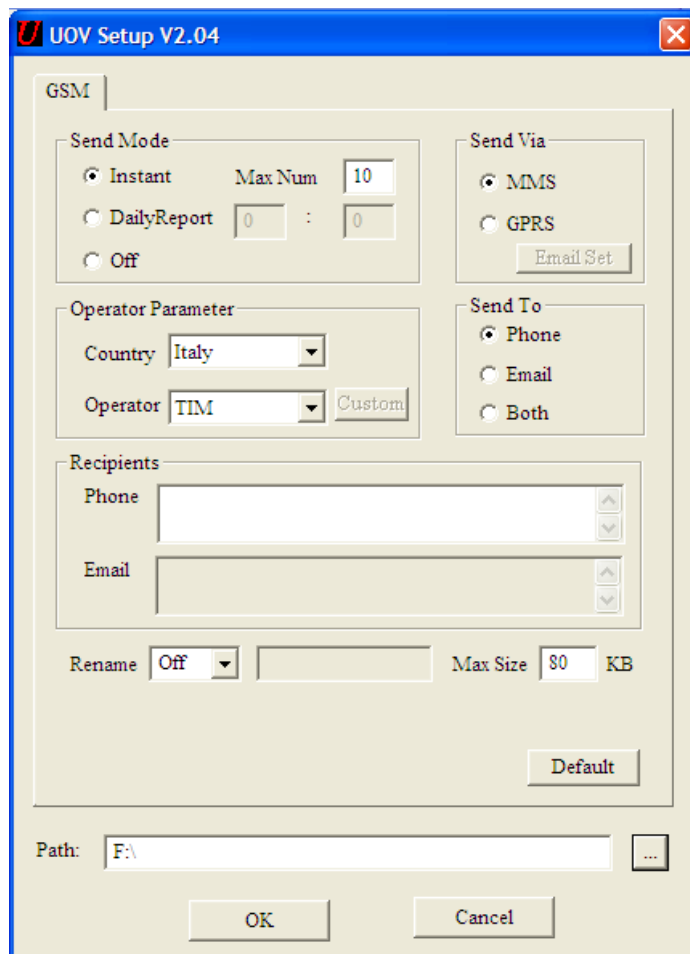 U UOV Setup V2.04
GSM
Send Mode
Instant Max Num 10
DailyReport 0 : 0
Off
Send Via
MMS
GPRS
Email Set
Operator Parameter
Country Italy
Operator TIM Custom
Send To
Phone
Email
Both
Recipients
Phone
Email
Rename Off Max Size 80 KB
Default
Path: F:\ ...
OK Cancel